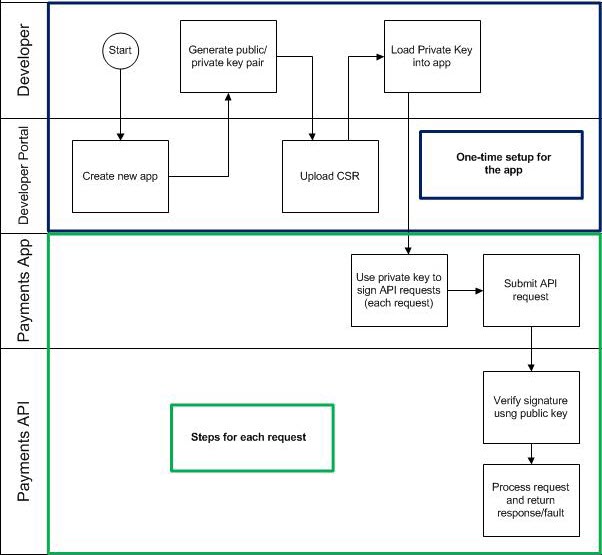 Developer
Start
Generate public/
private key pair
Load Private Key
into app
Developer Portal
Create new app
Upload CSR
One-time setup for
the app
Payments App
Use private key to
sign API requests
(each request)
Submit API
request
Payments API
Steps for each request
Verify signature
usng public key
Process request
and return
response/fault